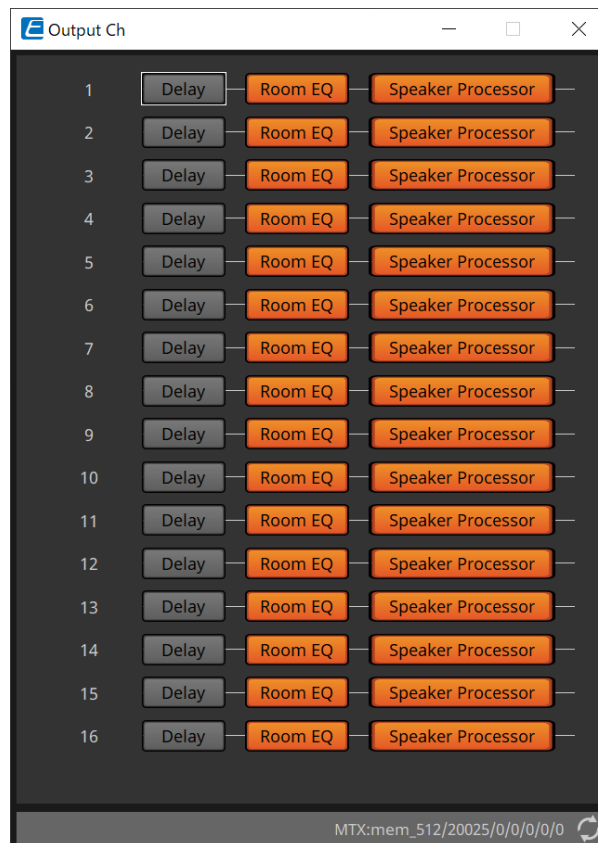 Output Ch
1 Delay Room EQ Speaker Processor
2 Delay Room EQ Speaker Processor
3 Delay Room EQ Speaker Processor
4 Delay Room EQ Speaker Processor
5 Delay Room EQ Speaker Processor
6 Delay Room EQ Speaker Processor
7 Delay Room EQ Speaker Processor
8 Delay Room EQ Speaker Processor
9 Delay Room EQ Speaker Processor
10 Delay Room EQ Speaker Processor
11 Delay Room EQ Speaker Processor
12 Delay Room EQ Speaker Processor
13 Delay Room EQ Speaker Processor
14 Delay Room EQ Speaker Processor
15 Delay Room EQ Speaker Processor
16 Delay Room EQ Speaker Processor
MTX:mem_512/20025/0/0/0/0/0